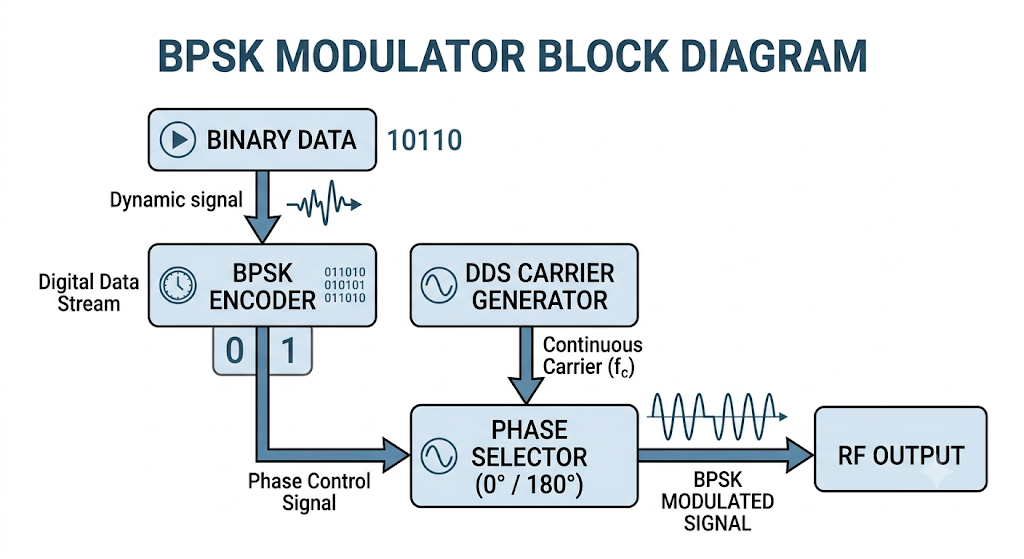 BPSK MODULATOR BLOCK DIAGRAM
BINARY DATA
10110
Dynamic signal
Digital Data
Stream
BPSK
ENCODER
011010
010101
011010
0 1
DDS CARRIER
GENERATOR
Continuous
Carrier (fc)
PHASE
SELECTOR
(0° / 180°)
Phase Control
Signal
BPSK
MODULATED
SIGNAL
RF OUTPUT